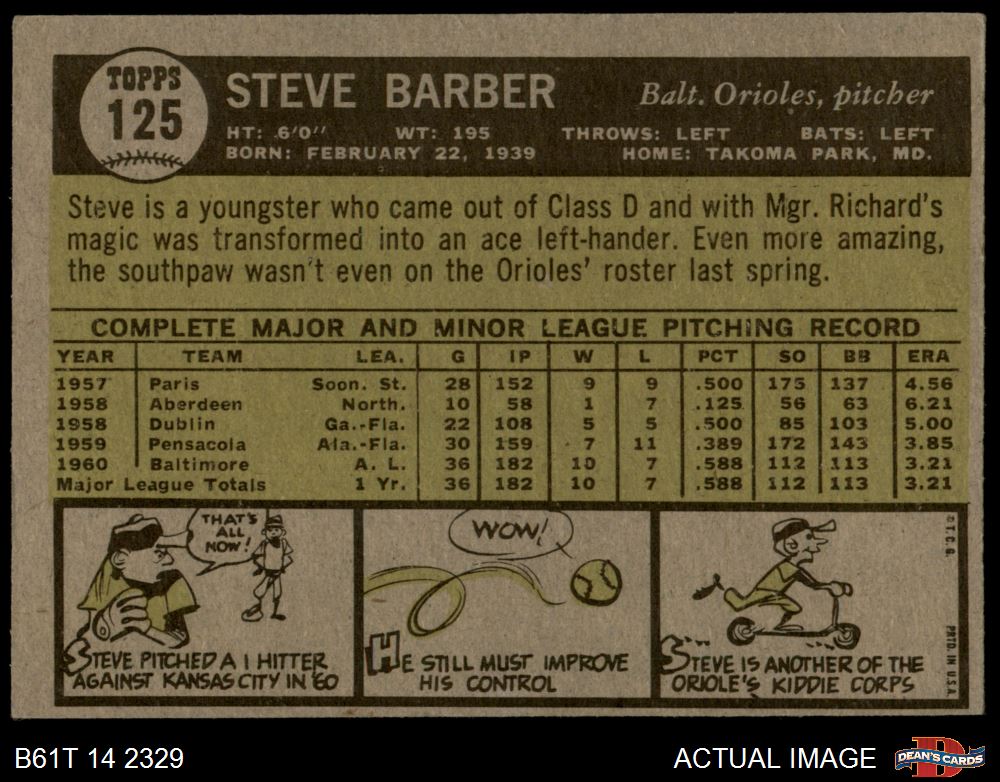 TOPPS
125
STEVE BARBER
Balt. Orioles, pitcher
HT: 6'0" WT: 195 THROWS: LEFT BATS: LEFT
BORN: FEBRUARY 22, 1939 HOME: TAKOMA PARK, MD.
Steve is a youngster who came out of Class D and with Mgr. Richard's
magic was transformed into an ace left-hander. Even more amazing,
the southpaw wasn't even on the Orioles' roster last spring.
COMPLETE MAJOR AND MINOR LEAGUE PITCHING RECORD
YEAR TEAM LEA. G IP W L PCT SO BB ERA
1957 Paris Soon. St. 28 152 9 9 .500 175 137 4.56
1958 Aberdeen North. 10 58 1 7 .125 56 63 6.21
1958 Dublin Ga.-Fla. 22 108 5 5 .500 85 103 5.00
1959 Pensacola Ala.-Fla. 30 159 7 11 .389 172 143 3.85
1960 Baltimore A. L. 36 182 10 7 .588 112 113 3.21
Major League Totals 1 Yr. 36 182 10 7 .588 112 113 3.21
THAT'S
ALL
NOW!
STEVE PITCHED A 1 HITTER
AGAINST KANSAS CITY IN '60
WOW!
HE STILL MUST IMPROVE
HIS CONTROL
STEVE IS ANOTHER OF THE
ORIOLE'S KIDDIE CORPS
© T. C. G.
PRTD. IN U.S.A.
B61T 14 2329
ACTUAL IMAGE
DEAN'S CARDS